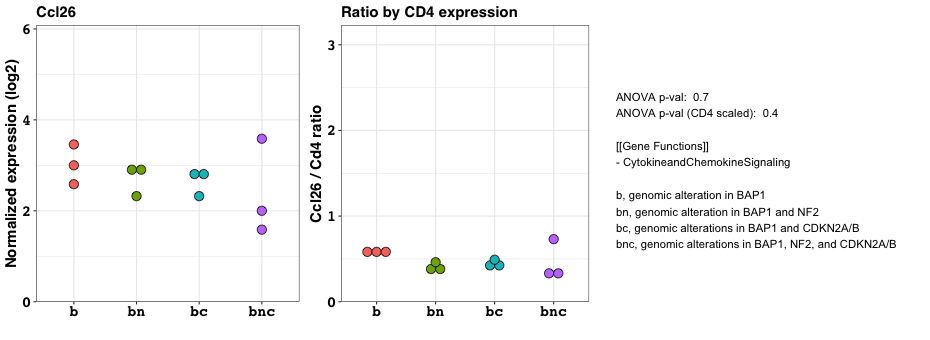 Ccl26
Normalized expression (log2)
6
4
2
0
b bn bc bnc
Ratio by CD4 expression
Ccl26 / Cd4 ratio
3
2
1
0
b bn bc bnc
ANOVA p-val: 0.7
ANOVA p-val (CD4 scaled): 0.4
[[Gene Functions]]
- CytokineandChemokineSignaling
b, genomic alteration in BAP1
bn, genomic alteration in BAP1 and NF2
bc, genomic alterations in BAP1 and CDKN2A/B
bnc, genomic alterations in BAP1, NF2, and CDKN2A/B